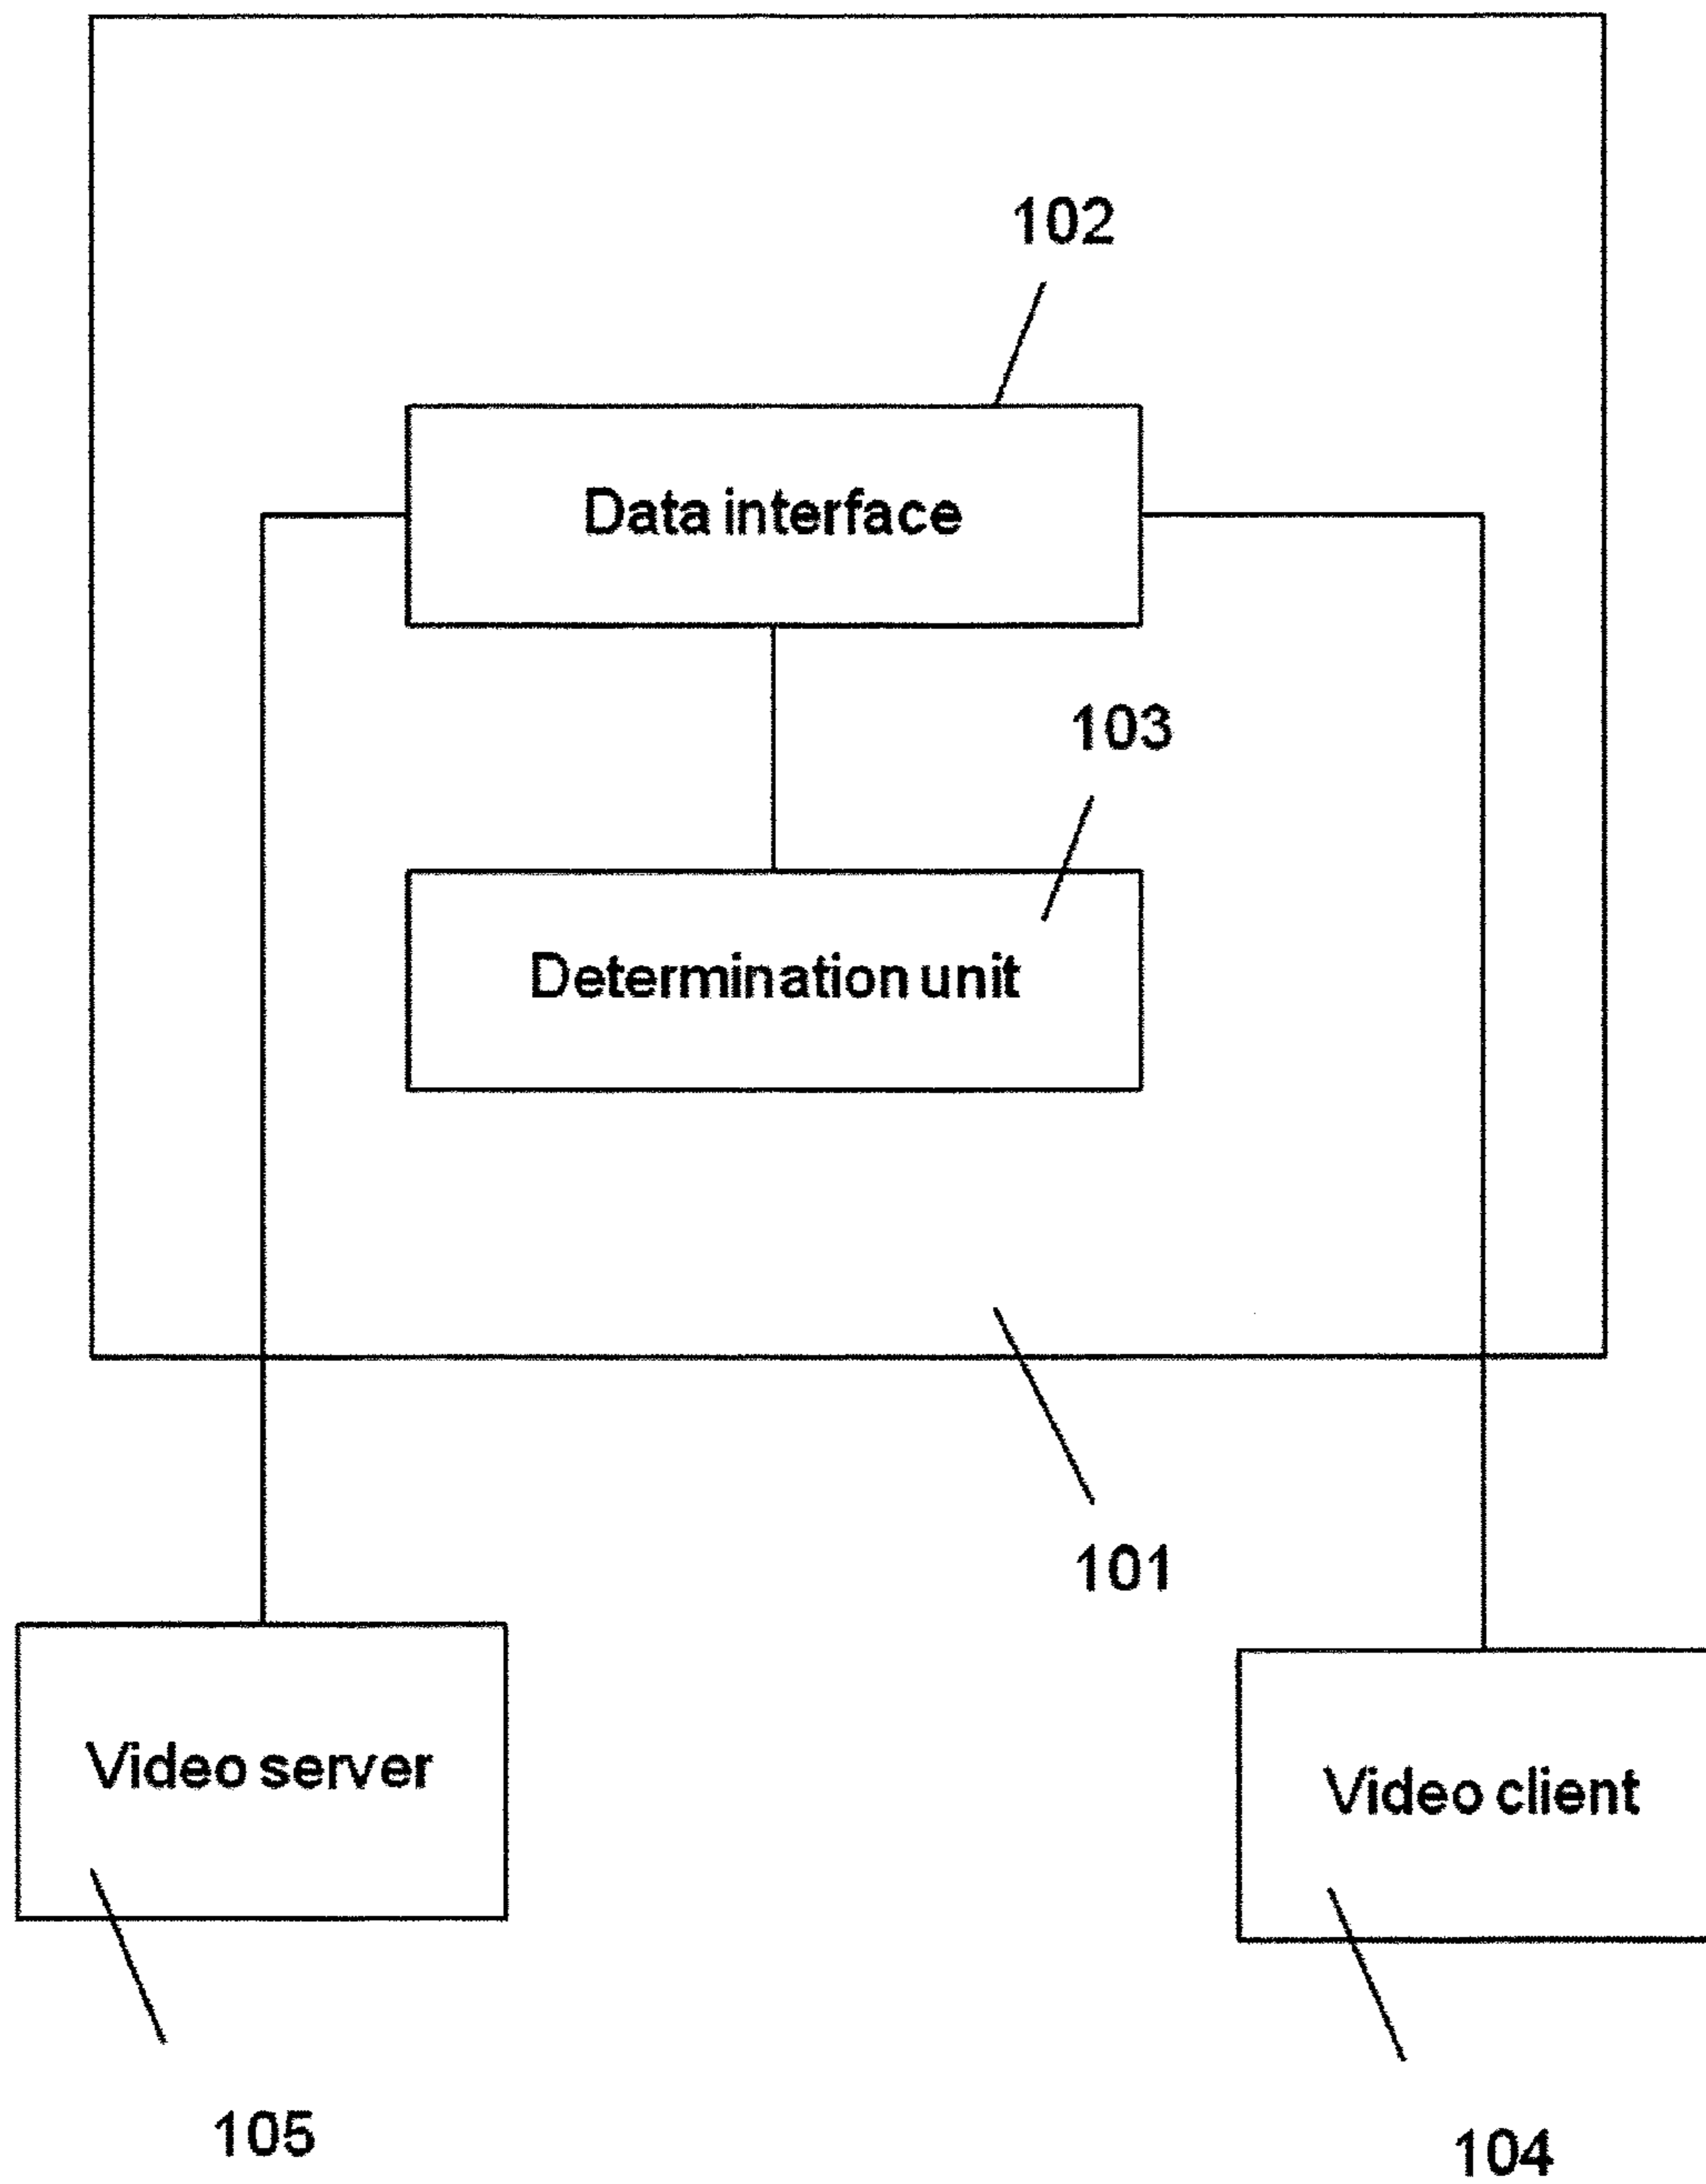 102
Data interface
103
Determination unit
101
Video server
Video client
105
104